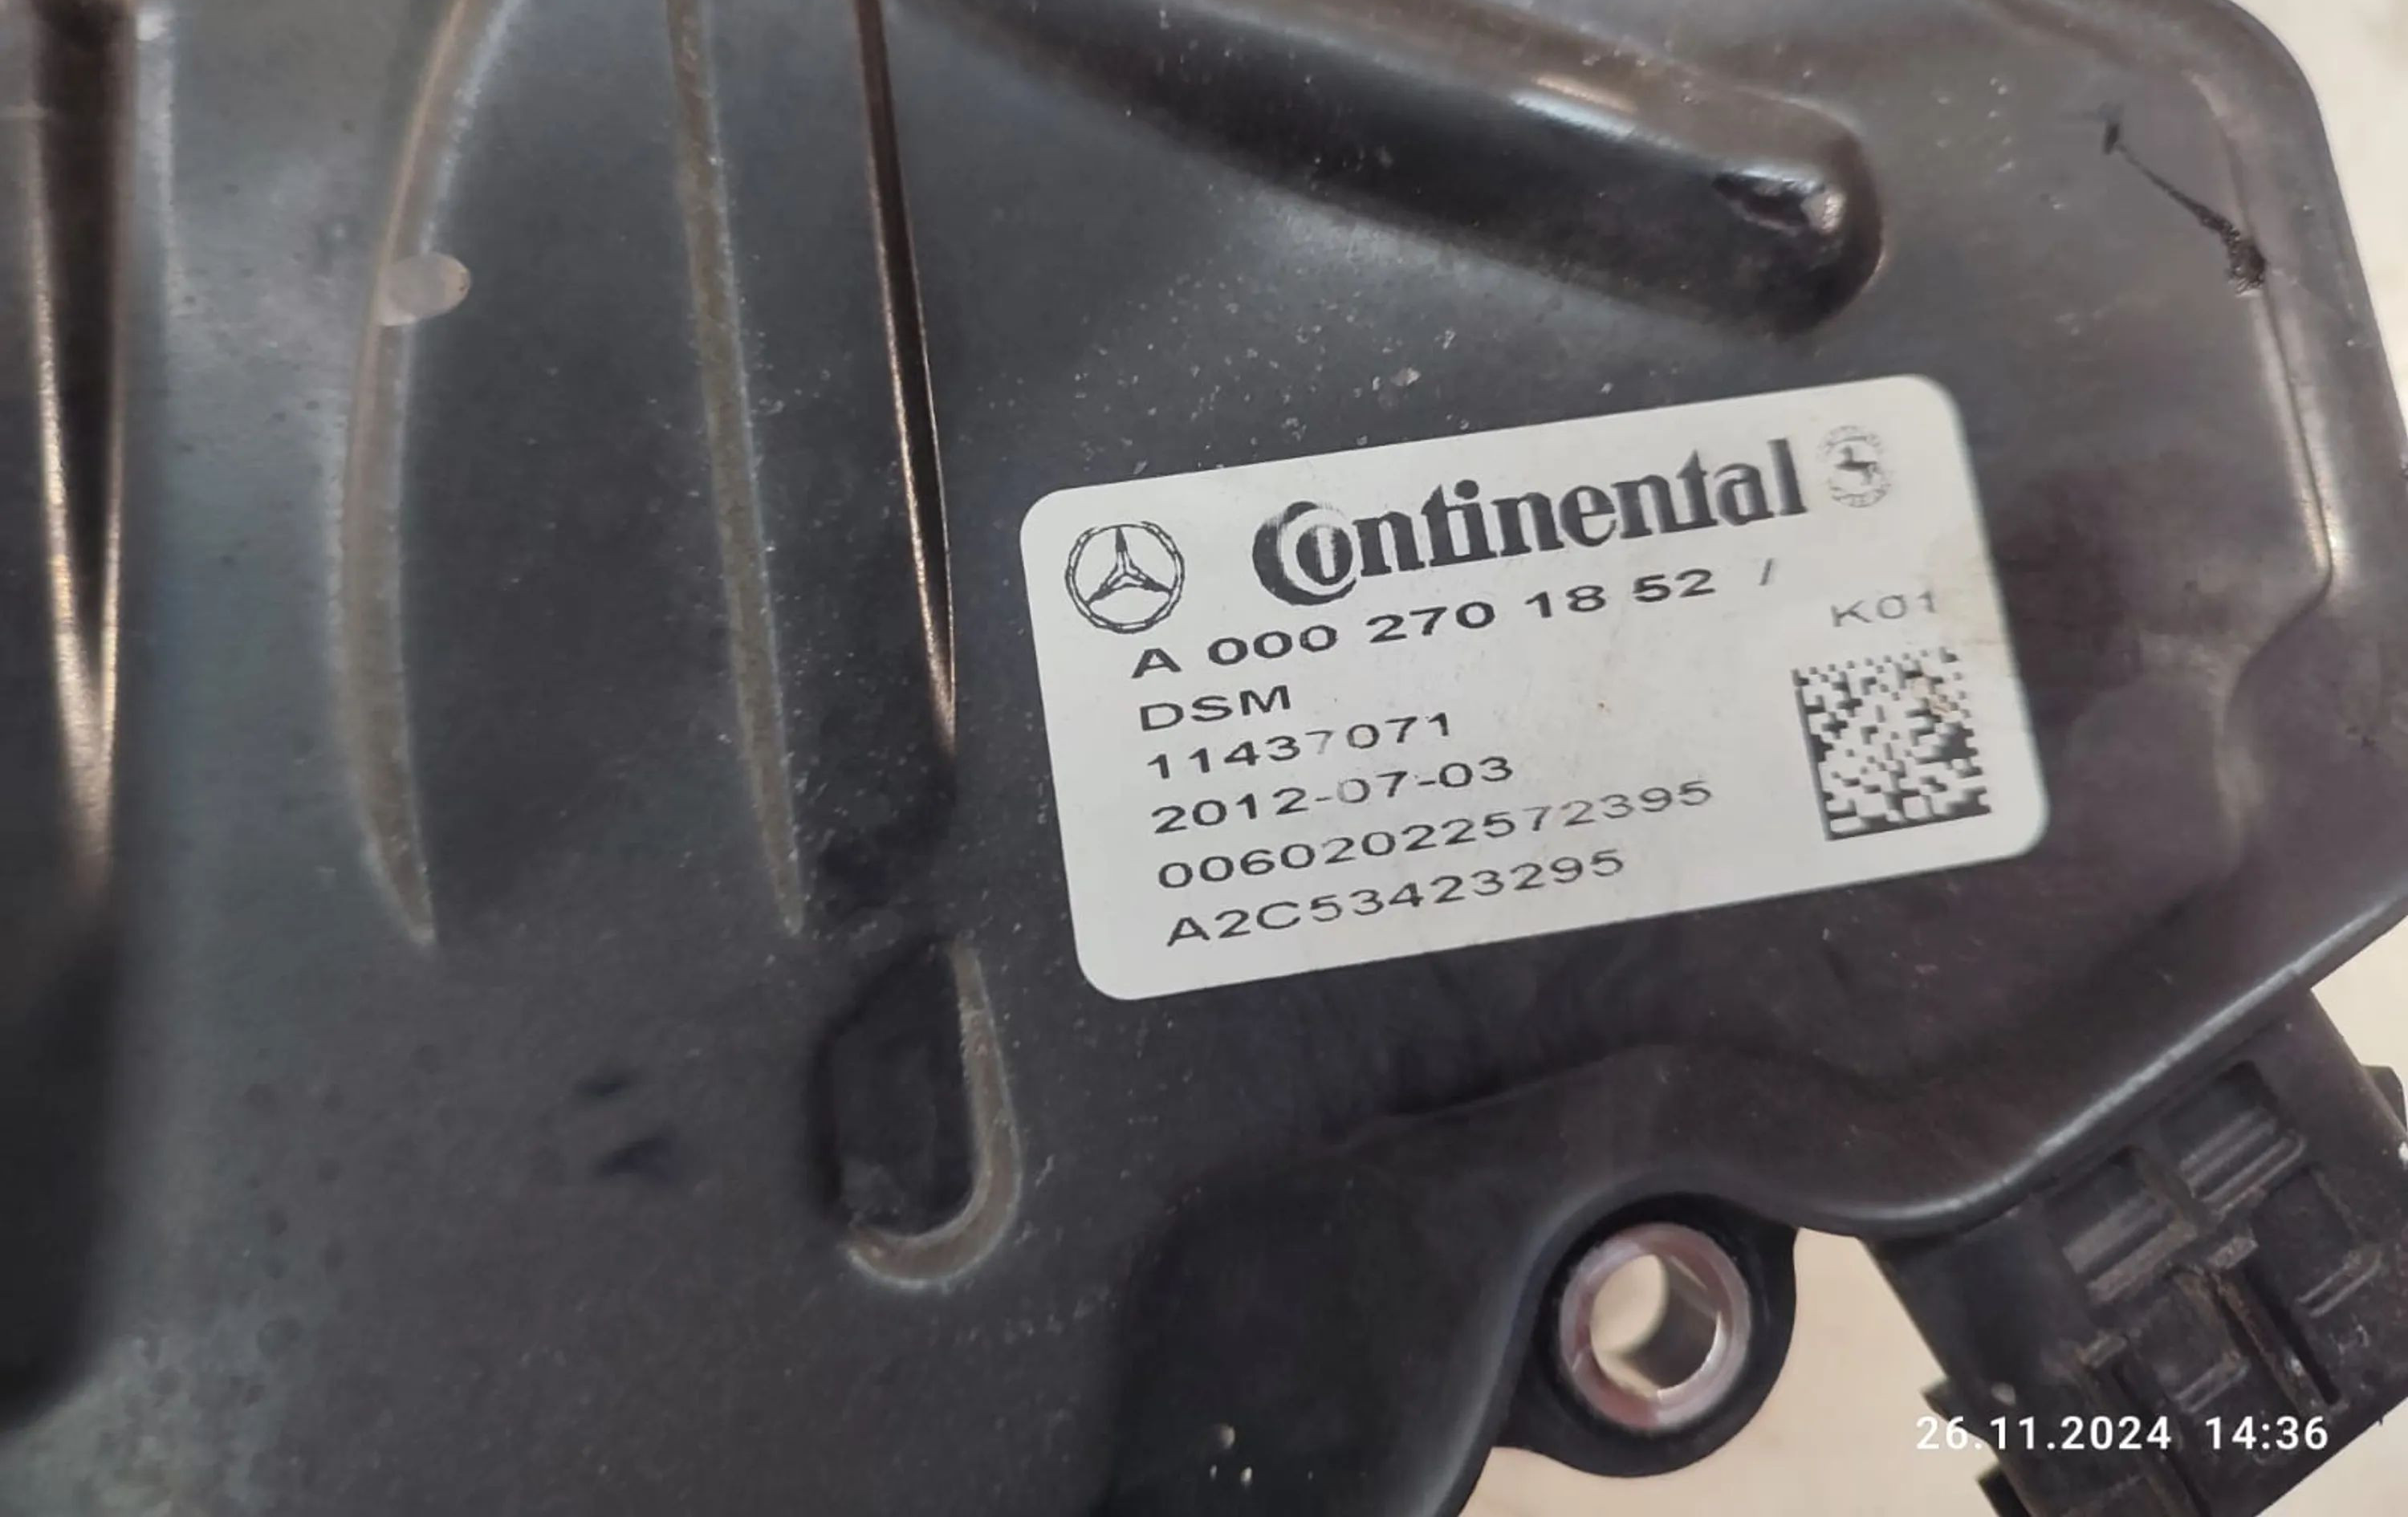 Continental
A 000 270 18 52 /
K01
DSM
11437071
2012-07-03
00602022572395
A2C53423295
26.11.2024 14:36